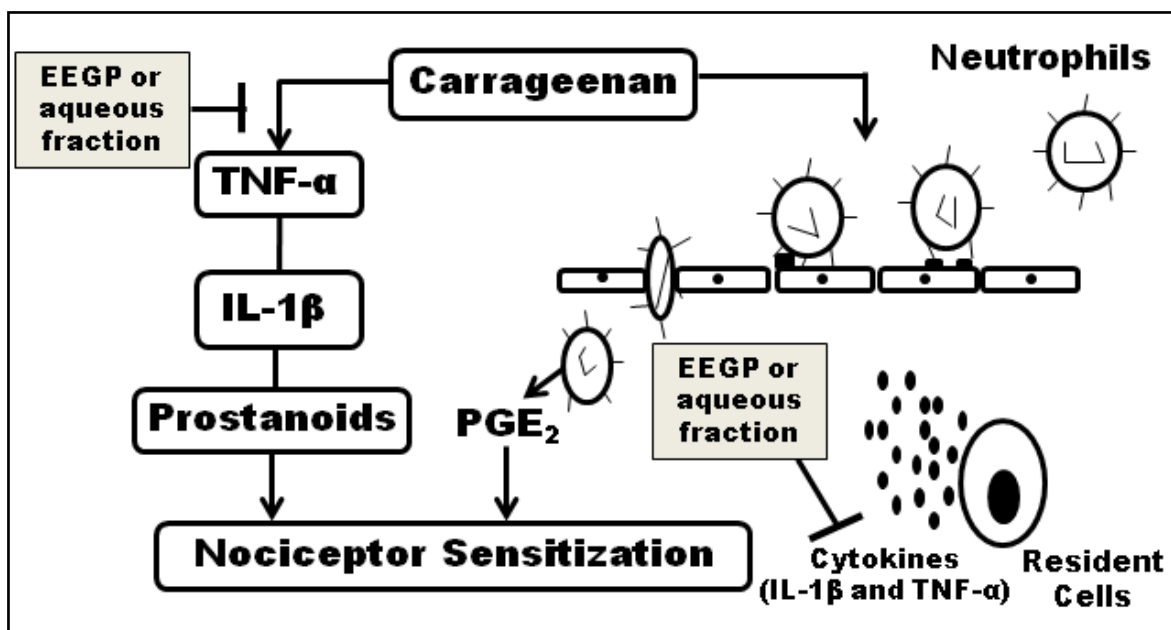 EEGP or
aqueous
fraction
Carrageenan
Neutrophils
TNF-α
IL-1β
Prostanoids
PGE₂
EEGP or
aqueous
fraction
Nociceptor Sensitization
Cytokines
(IL-1β and TNF-α)
Resident
Cells